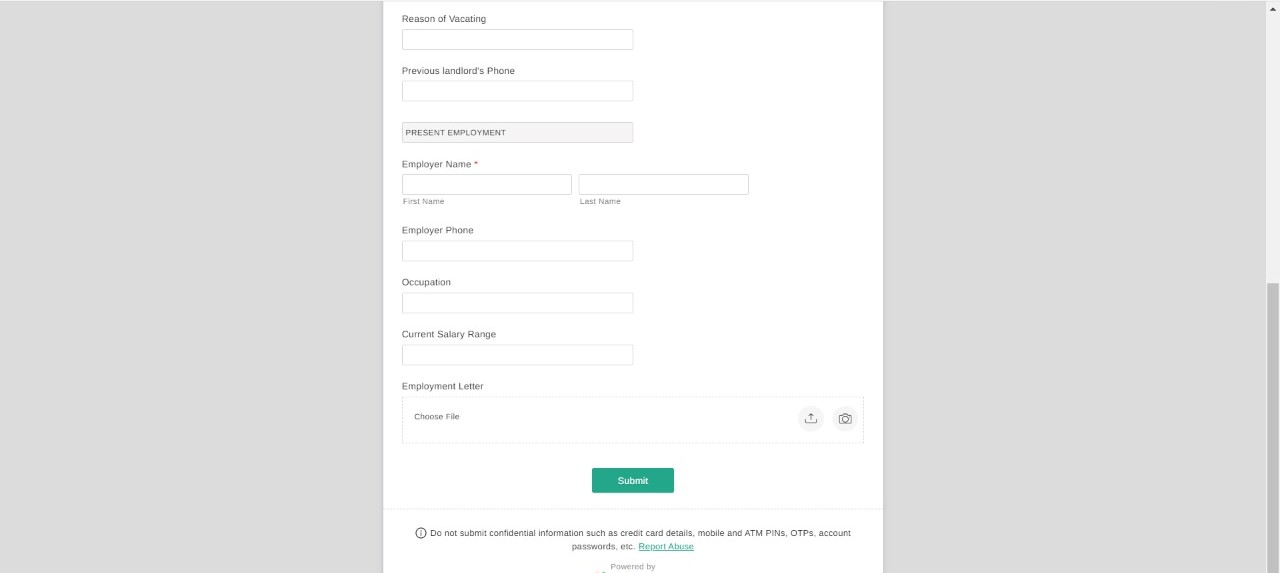 Reason of Vacating
Previous landlord's Phone
PRESENT EMPLOYMENT
Employer Name *
First Name
Last Name
Employer Phone
Occupation
Current Salary Range
Employment Letter
Choose File
Submit
Do not submit confidential information such as credit card details, mobile and ATM PINs, OTPs, account
passwords, etc. Report Abuse
Powered by